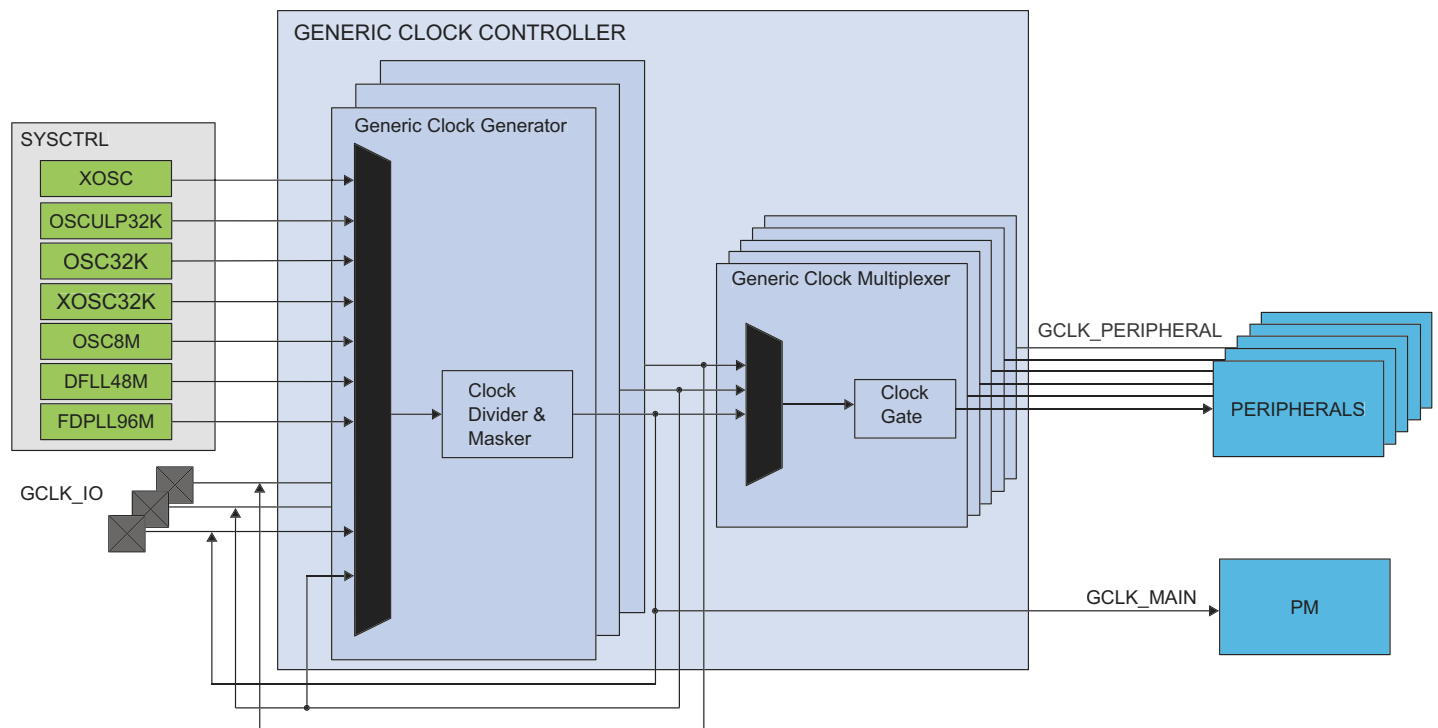 GENERIC CLOCK CONTROLLER
Generic Clock Generator
SYSCTRL
XOSC
OSCULP32K
OSC32K
XOSC32K
OSC8M
DFLL48M
FDPLL96M
GCLK_IO
Clock
Divider &
Masker
Generic Clock Multiplexer
Clock
Gate
GCLK_PERIPHERAL
PERIPHERALS
GCLK_MAIN
PM